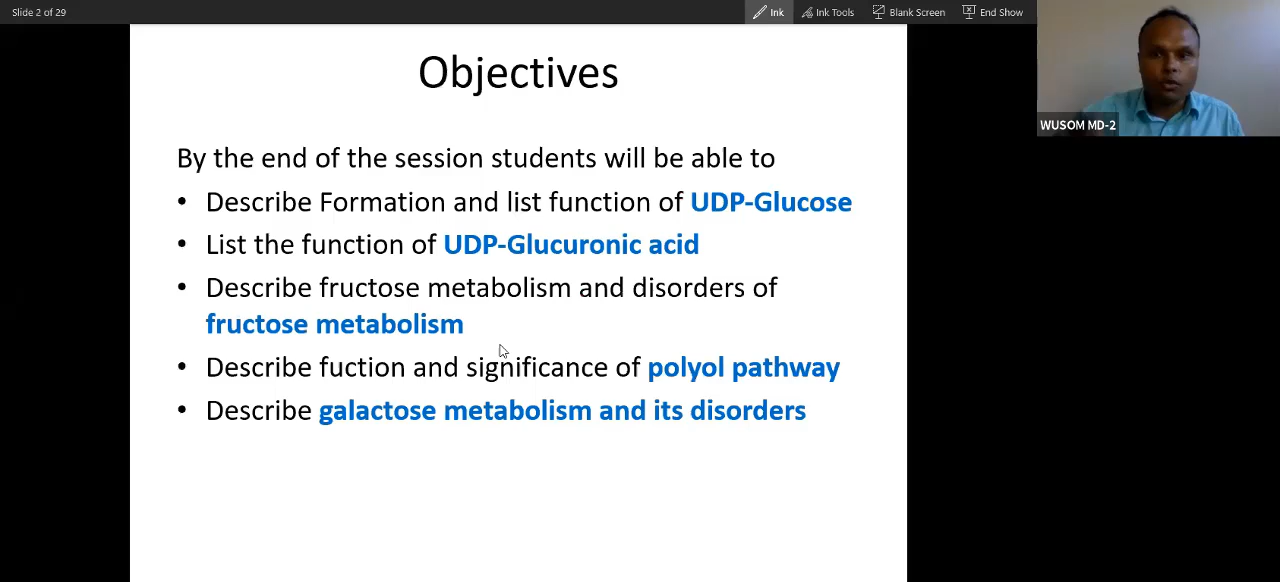 Slide 2 of 29
Ink
Ink Tools
Blank Screen
End Show
WUSOM MD-2
Objectives
By the end of the session students will be able to
• Describe Formation and list function of UDP-Glucose
• List the function of UDP-Glucuronic acid
• Describe fructose metabolism and disorders of
fructose metabolism
• Describe fuction and significance of polyol pathway
• Describe galactose metabolism and its disorders